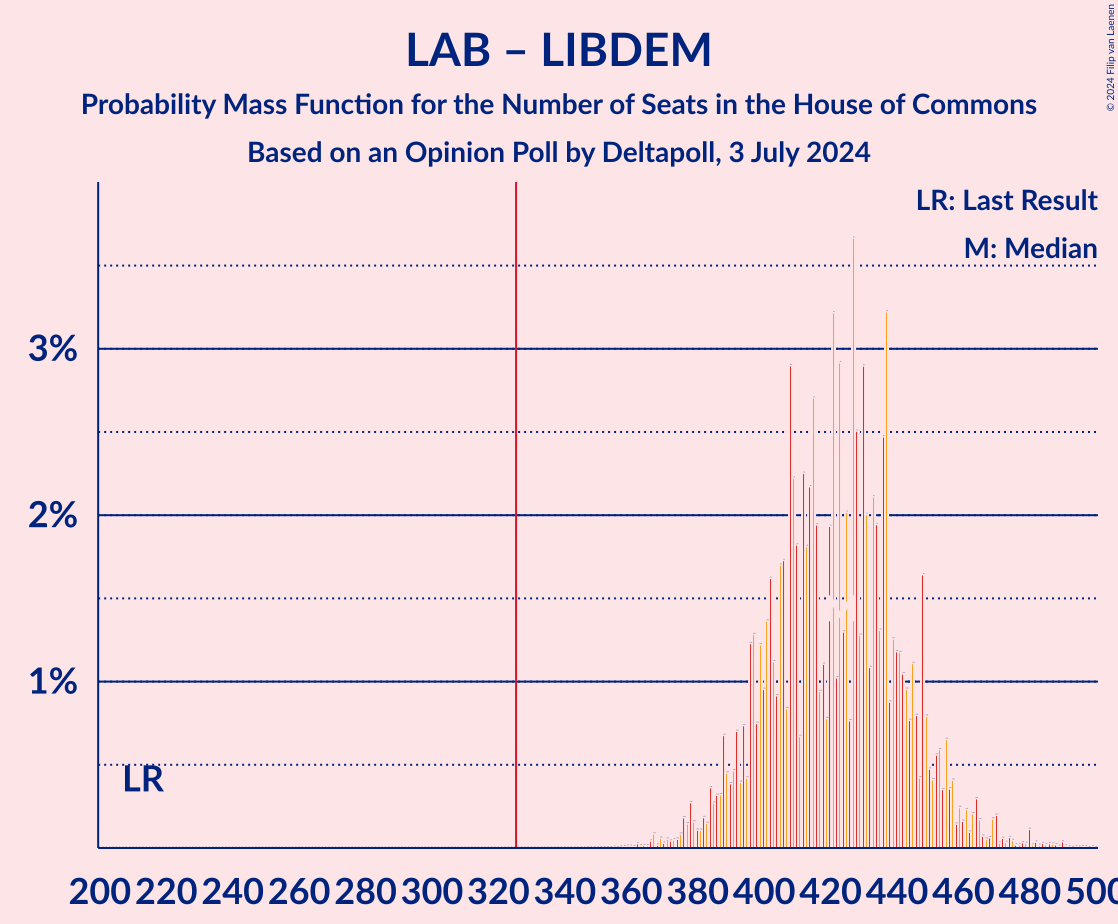 LAB – LIBDEM
Probability Mass Function for the Number of Seats in the House of Commons
Based on an Opinion Poll by Deltapoll, 3 July 2024
© 2024 Filip van Laenen
LR: Last Result
M: Median
3%
2%
1%
LR
200 220 240 260 280 300 320 340 360 380 400 420 440 460 480 500